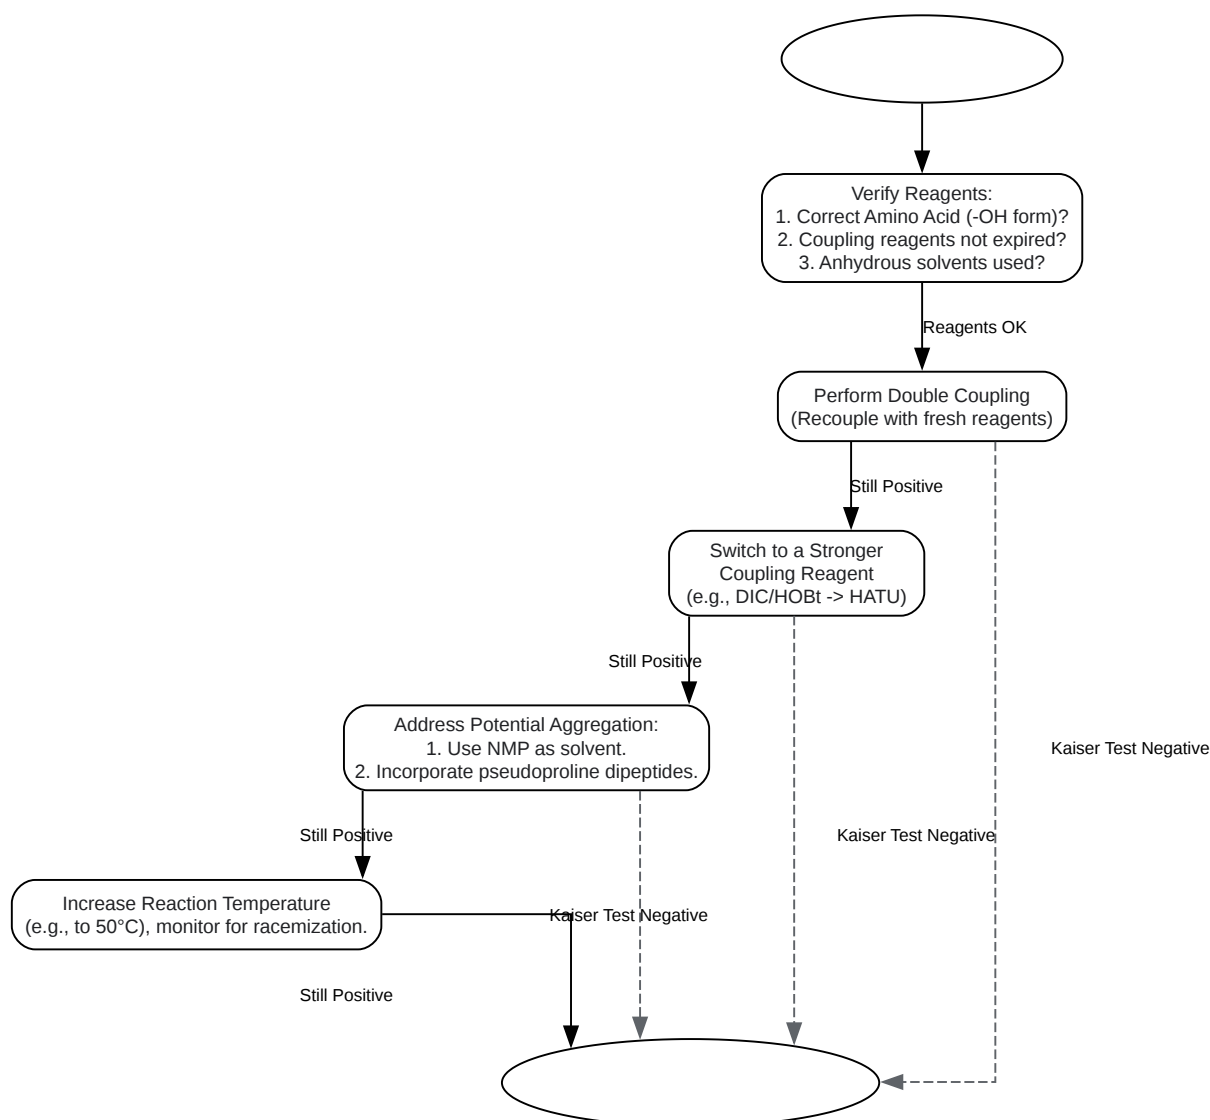 Verify Reagents:
1. Correct Amino Acid (-OH form)?
2. Coupling reagents not expired?
3. Anhydrous solvents used?
Reagents OK
Perform Double Coupling
(Recouple with fresh reagents)
Still Positive
Switch to a Stronger
Coupling Reagent
(e.g., DIC/HOBt -> HATU)
Still Positive
Address Potential Aggregation:
1. Use NMP as solvent.
2. Incorporate pseudoproline dipeptides.
Kaiser Test Negative
Still Positive
Kaiser Test Negative
Increase Reaction Temperature
(e.g., to 50°C), monitor for racemization.
Kaiser Test Negative
Still Positive